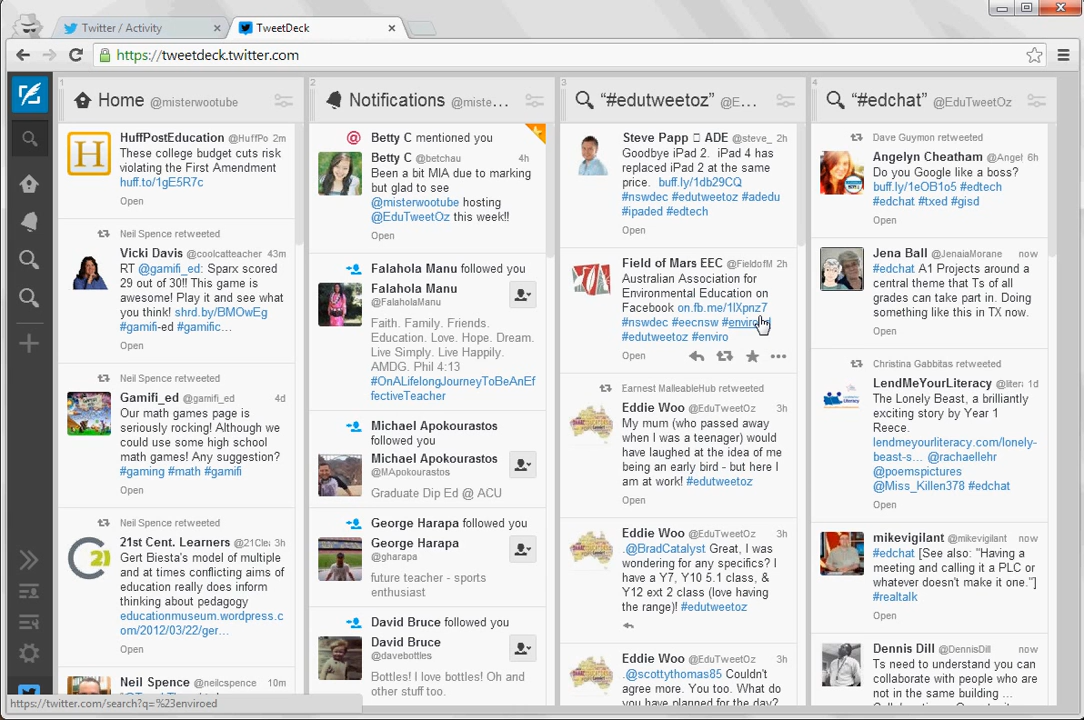 Twitter / Activity
TweetDeck
https://tweetdeck.twitter.com
1
Home @misterwootube
HuffPostEducation @HuffPo 2m
These college budget cuts risk
violating the First Amendment
huff.to/1gE5R7c
Open
Neil Spence retweeted
Vicki Davis @coolcatteacher 43m
RT @gamifi_ed: Sparx scored
29 out of 30!! This game is
awesome! Play it and see what
you think! shrd.by/BMOwEg
#gamifi-ed #gamific...
Open
Neil Spence retweeted
Gamifi_ed @gamifi_ed 4d
Our math games page is
seriously rocking! Although we
could use some high school
math games! Any suggestion?
#gaming #math #gamifi
Open
Neil Spence retweeted
21st Cent. Learners @21Clea 3h
Gert Biesta's model of multiple
and at times conflicting aims of
education really does inform
thinking about pedagogy
educationmuseum.wordpress.c
om/2012/03/22/ger...
Open
Neil Spence @neilcspence 10m
2
Notifications @miste...
Betty C mentioned you
Betty C @betchau 4h
Been a bit MIA due to marking
but glad to see
@misterwootube hosting
@EduTweetOz this week!!
Open
Falahola Manu followed you
Falahola Manu
@FalaholaManu
Faith. Family. Friends.
Education. Love. Hope. Dream.
Live Simply. Live Happily.
AMDG. Phil 4:13
#OnALifelongJourneyToBeAnEf
fectiveTeacher
Michael Apokourastos
followed you
Michael Apokourastos
@MApokourastos
Graduate Dip Ed @ ACU
George Harapa followed you
George Harapa
@gharapa
future teacher - sports
enthusiast
David Bruce followed you
David Bruce
@davebottles
Bottles! I love bottles! Oh and
other stuff too.
3
"#edutweetoz" @E...
Steve Papp ADE @steve_ 2h
Goodbye iPad 2. iPad 4 has
replaced iPad 2 at the same
price. buff.ly/1db29CQ
#nswdec #edutweetoz #adedu
#ipaded #edtech
Open
Field of Mars EEC @FieldofM 2h
Australian Association for
Environmental Education on
Facebook on.fb.me/1lXpnz7
#nswdec #eecnsw #enviroed
#edutweetoz #enviro
Open
Earnest MalleableHub retweeted
Eddie Woo @EduTweetOz 3h
My mum (who passed away
when I was a teenager) would
have laughed at the idea of me
being an early bird - but here I
am at work! #edutweetoz
Open
Eddie Woo @EduTweetOz 3h
.@BradCatalyst Great, I was
wondering for any specifics? I
have a Y7, Y10 5.1 class, &
Y12 ext 2 class (love having
the range)! #edutweetoz
Eddie Woo @EduTweetOz 3h
.@scottythomas85 Couldn't
agree more. You too. What do
you have planned for the day?
4
"#edchat" @EduTweetOz
Dave Guymon retweeted
Angelyn Cheatham @Angel 6h
Do you Google like a boss?
buff.ly/1eOB1o5 #edtech
#edchat #txed #gisd
Open
Jena Ball @JenaiaMorane now
#edchat A1 Projects around a
central theme that Ts of all
grades can take part in. Doing
something like this in TX now.
Open
Christina Gabbitas retweeted
LendMeYourLiteracy @litera 1d
The Lonely Beast, a brilliantly
exciting story by Year 1
Reece.
lendmeyourliteracy.com/lonely-
beast-s... @rachaellehr
@poemspictures
@Miss_Killen378 #edchat
Open
mikevigilant @mikevigilant now
#edchat [See also: "Having a
meeting and calling it a PLC or
whatever doesn't make it one."]
#realtalk
Open
Dennis Dill @DennisDill now
Ts need to understand you can
collaborate with people who are
not in the same building ...
https://twitter.com/search?q=%23enviroed